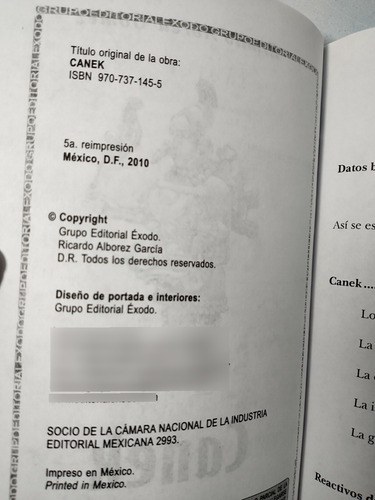 GRUPOEDITORIALEXODO GRUPOEDITORIALEXODO
Título original de la obra:
CANEK
ISBN 970-737-145-5
5a. reimpresión
México, D.F., 2010
© Copyright
Grupo Editorial Éxodo.
Ricardo Alborez García
D.R. Todos los derechos reservados.
Diseño de portada e interiores:
Grupo Editorial Éxodo.
SOCIO DE LA CÁMARA NACIONAL DE LA INDUSTRIA
EDITORIAL MEXICANA 2993.
Impreso en México.
Printed in Mexico.
Datos b
Así se es
Canek....
Lo
La
La
La i
La g
Reactivos